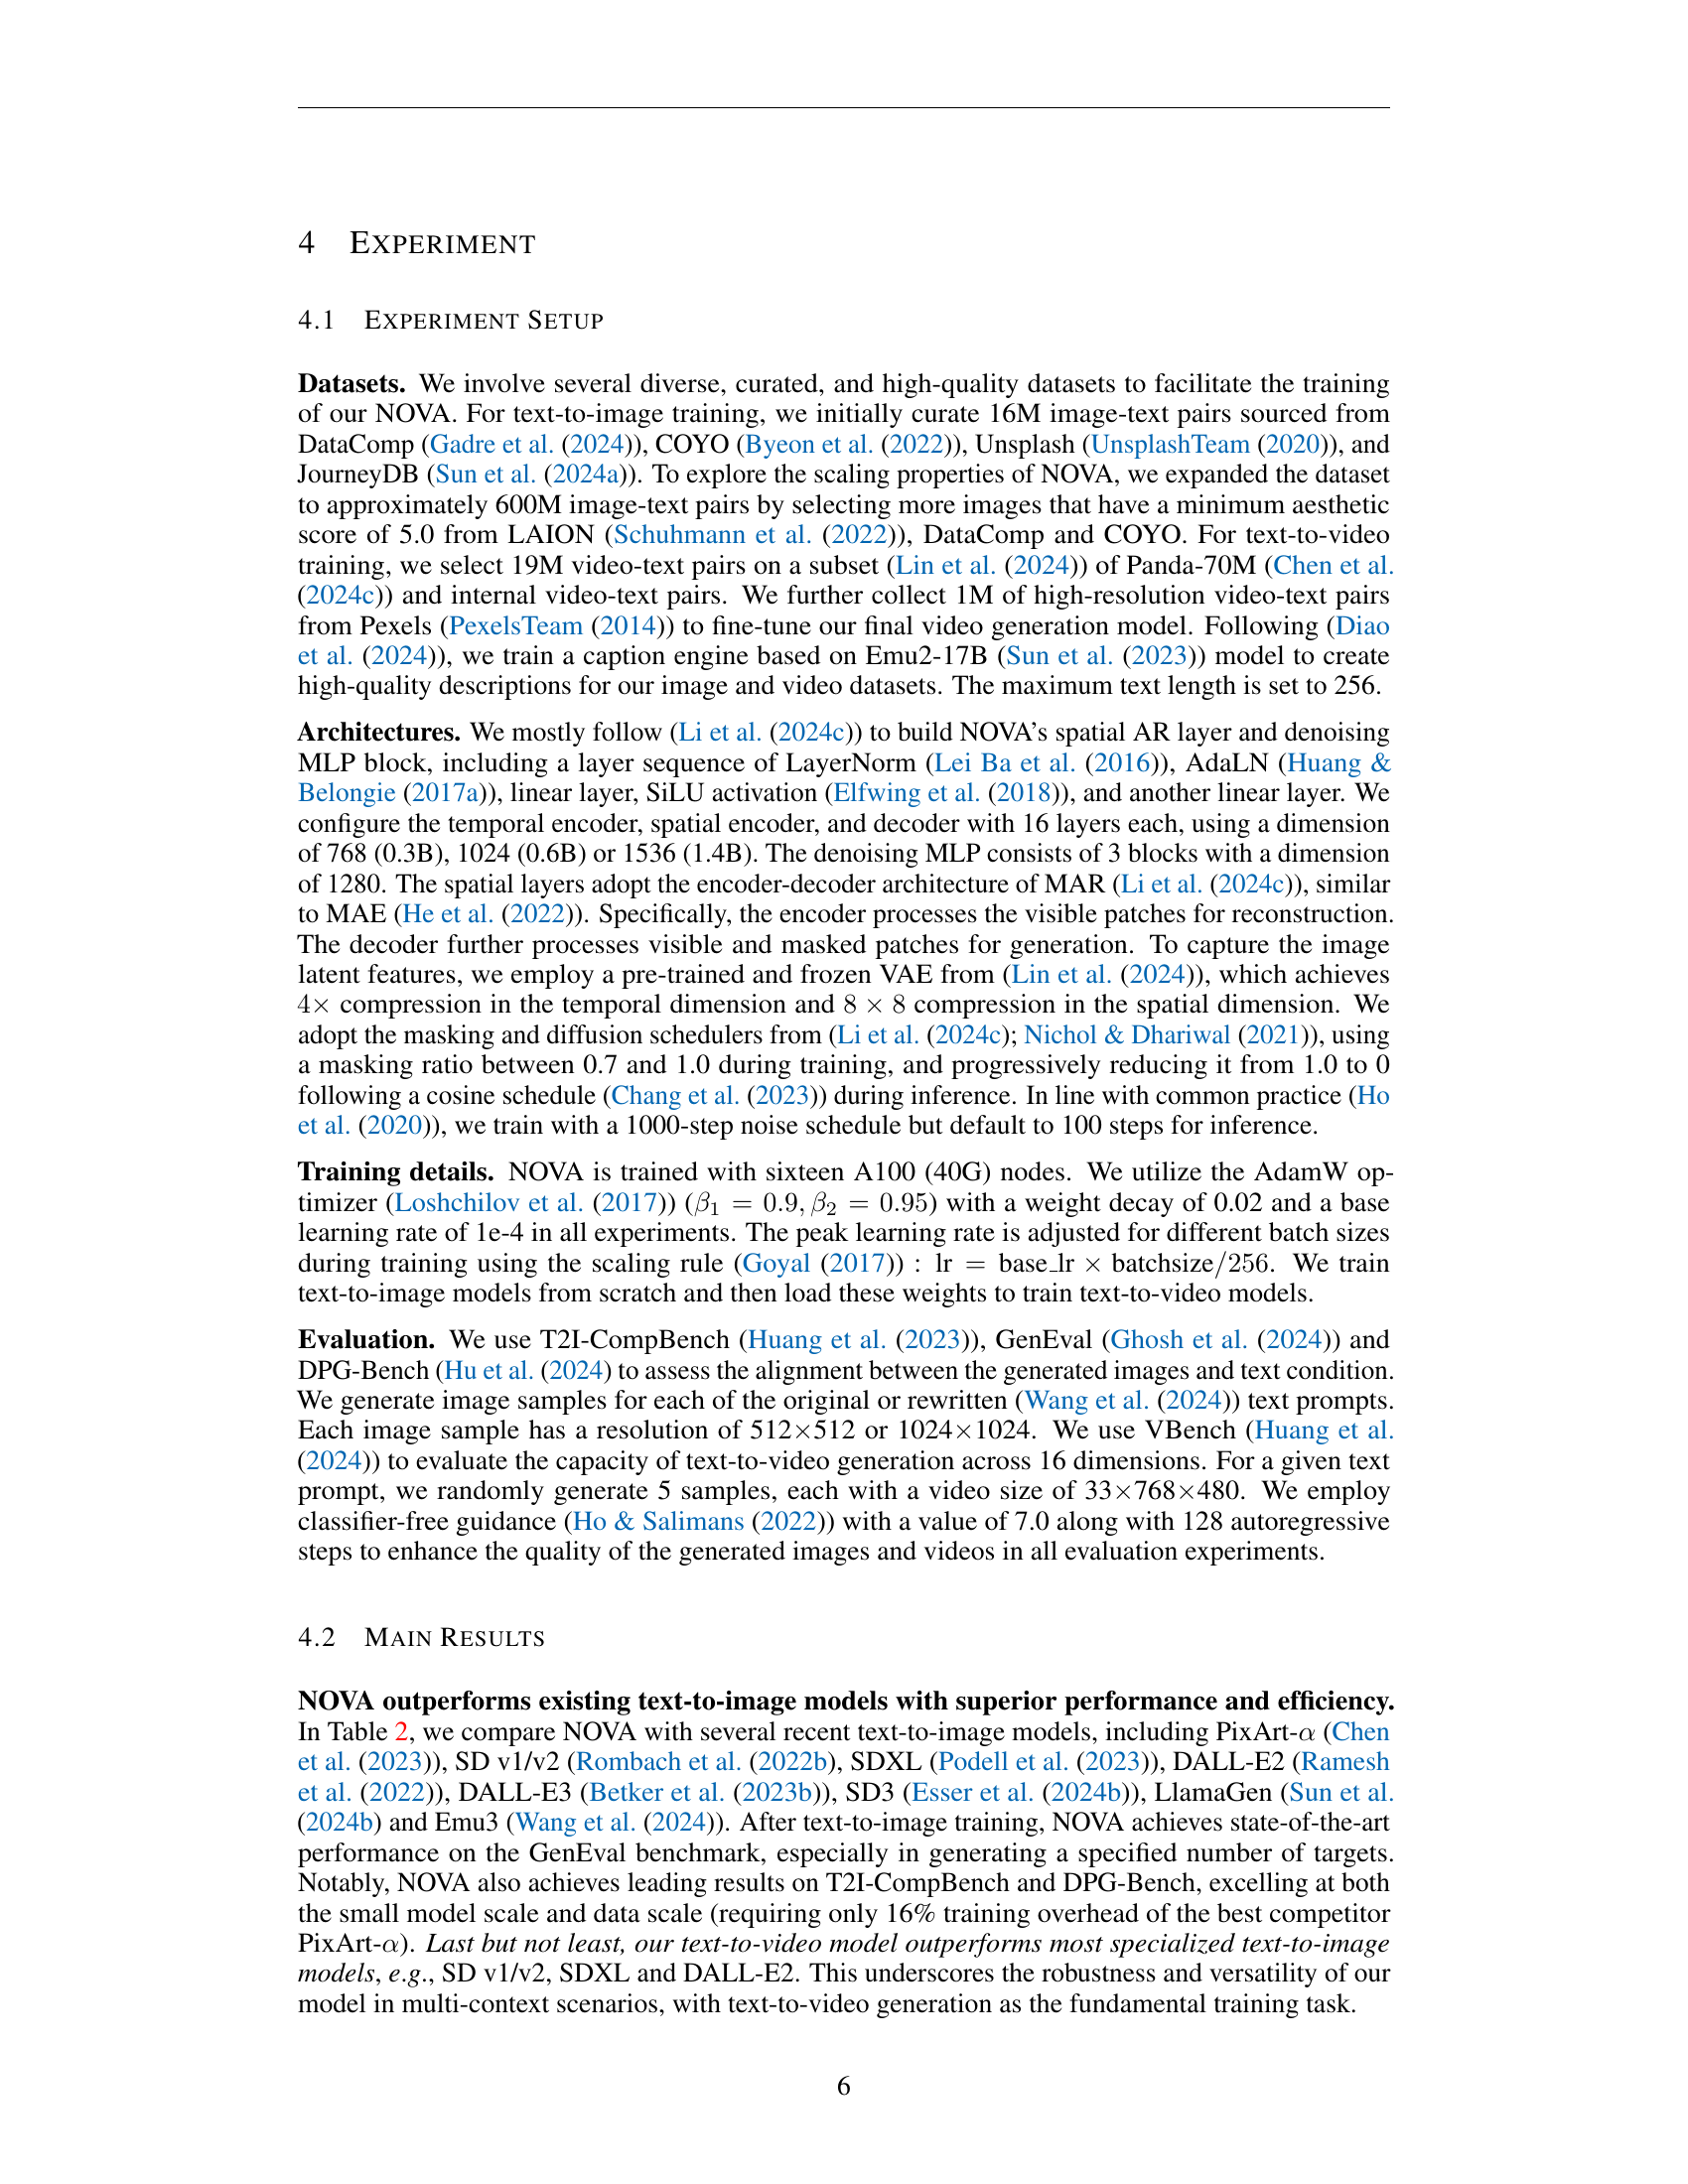 4 EXPERIMENT
4.1 EXPERIMENT SETUP
Datasets. We involve several diverse, curated, and high-quality datasets to facilitate the training
of our NOVA. For text-to-image training, we initially curate 16M image-text pairs sourced from
DataComp (Gadre et al. (2024)), COYO (Byeon et al. (2022)), Unsplash (UnsplashTeam (2020)), and
JourneyDB (Sun et al. (2024a)). To explore the scaling properties of NOVA, we expanded the dataset
to approximately 600M image-text pairs by selecting more images that have a minimum aesthetic
score of 5.0 from LAION (Schuhmann et al. (2022)), DataComp and COYO. For text-to-video
training, we select 19M video-text pairs on a subset (Lin et al. (2024)) of Panda-70M (Chen et al.
(2024c)) and internal video-text pairs. We further collect 1M of high-resolution video-text pairs
from Pexels (PexelsTeam (2014)) to fine-tune our final video generation model. Following (Diao
et al. (2024)), we train a caption engine based on Emu2-17B (Sun et al. (2023)) model to create
high-quality descriptions for our image and video datasets. The maximum text length is set to 256.
Architectures. We mostly follow (Li et al. (2024c)) to build NOVA's spatial AR layer and denoising
MLP block, including a layer sequence of LayerNorm (Lei Ba et al. (2016)), AdaLN (Huang &
Belongie (2017a)), linear layer, SiLU activation (Elfwing et al. (2018)), and another linear layer. We
configure the temporal encoder, spatial encoder, and decoder with 16 layers each, using a dimension
of 768 (0.3B), 1024 (0.6B) or 1536 (1.4B). The denoising MLP consists of 3 blocks with a dimension
of 1280. The spatial layers adopt the encoder-decoder architecture of MAR (Li et al. (2024c)), similar
to MAE (He et al. (2022)). Specifically, the encoder processes the visible patches for reconstruction.
The decoder further processes visible and masked patches for generation. To capture the image
latent features, we employ a pre-trained and frozen VAE from (Lin et al. (2024)), which achieves
4× compression in the temporal dimension and 8 × 8 compression in the spatial dimension. We
adopt the masking and diffusion schedulers from (Li et al. (2024c); Nichol & Dhariwal (2021)), using
a masking ratio between 0.7 and 1.0 during training, and progressively reducing it from 1.0 to 0
following a cosine schedule (Chang et al. (2023)) during inference. In line with common practice (Ho
et al. (2020)), we train with a 1000-step noise schedule but default to 100 steps for inference.
Training details. NOVA is trained with sixteen A100 (40G) nodes. We utilize the AdamW op-
timizer (Loshchilov et al. (2017)) (β₁ = 0.9, β₂ = 0.95) with a weight decay of 0.02 and a base
learning rate of 1e-4 in all experiments. The peak learning rate is adjusted for different batch sizes
during training using the scaling rule (Goyal (2017)) : lr = base_lr × batchsize/256. We train
text-to-image models from scratch and then load these weights to train text-to-video models.
Evaluation. We use T2I-CompBench (Huang et al. (2023)), GenEval (Ghosh et al. (2024)) and
DPG-Bench (Hu et al. (2024) to assess the alignment between the generated images and text condition.
We generate image samples for each of the original or rewritten (Wang et al. (2024)) text prompts.
Each image sample has a resolution of 512×512 or 1024×1024. We use VBench (Huang et al.
(2024)) to evaluate the capacity of text-to-video generation across 16 dimensions. For a given text
prompt, we randomly generate 5 samples, each with a video size of 33×768×480. We employ
classifier-free guidance (Ho & Salimans (2022)) with a value of 7.0 along with 128 autoregressive
steps to enhance the quality of the generated images and videos in all evaluation experiments.
4.2 MAIN RESULTS
NOVA outperforms existing text-to-image models with superior performance and efficiency.
In Table 2, we compare NOVA with several recent text-to-image models, including PixArt-α (Chen
et al. (2023)), SD v1/v2 (Rombach et al. (2022b), SDXL (Podell et al. (2023)), DALL-E2 (Ramesh
et al. (2022)), DALL-E3 (Betker et al. (2023b)), SD3 (Esser et al. (2024b)), LlamaGen (Sun et al.
(2024b) and Emu3 (Wang et al. (2024)). After text-to-image training, NOVA achieves state-of-the-art
performance on the GenEval benchmark, especially in generating a specified number of targets.
Notably, NOVA also achieves leading results on T2I-CompBench and DPG-Bench, excelling at both
the small model scale and data scale (requiring only 16% training overhead of the best competitor
PixArt-α). Last but not least, our text-to-video model outperforms most specialized text-to-image
models, e.g., SD v1/v2, SDXL and DALL-E2. This underscores the robustness and versatility of our
model in multi-context scenarios, with text-to-video generation as the fundamental training task.
6